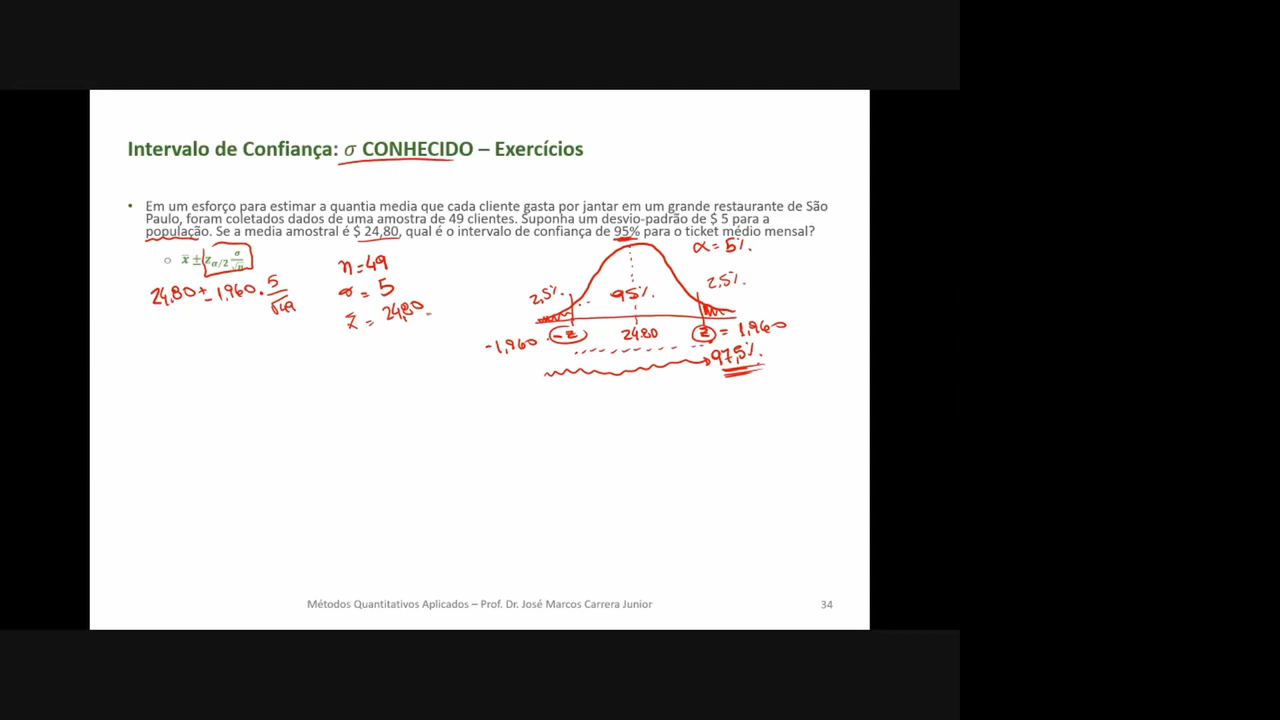 Intervalo de Confiança: σ CONHECIDO – Exercícios
• Em um esforço para estimar a quantia media que cada cliente gasta por jantar em um grande restaurante de São
Paulo, foram coletados dados de uma amostra de 49 clientes. Suponha um desvio-padrão de $ 5 para a
população. Se a media amostral é $ 24,80, qual é o intervalo de confiança de 95% para o ticket médio mensal?
○ x̄ ± z_α/2 σ/√n
24,80 ± 1,960 · 5/√49
n = 49
σ = 5
x̄ = 24,80
α = 5%.
2,5%.
95%.
2,5%.
-1,960
-z
24,80
z = 1,960
97,5%.
Métodos Quantitativos Aplicados – Prof. Dr. José Marcos Carrera Junior
34